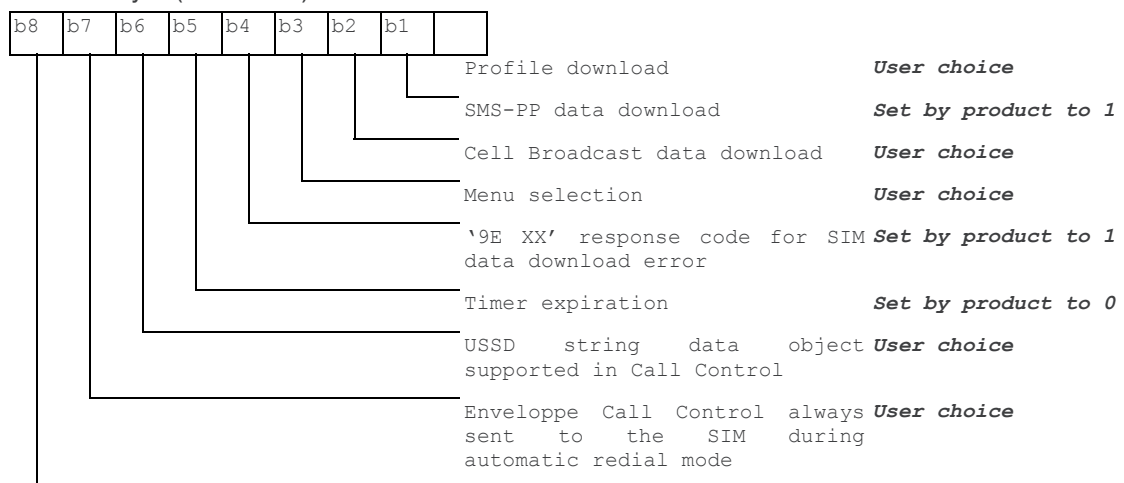 b8 b7 b6 b5 b4 b3 b2 b1
Profile download User choice
SMS-PP data download Set by product to 1
Cell Broadcast data download User choice
Menu selection User choice
‘9E XX’ response code for SIM Set by product to 1
data download error
Timer expiration Set by product to 0
USSD string data object User choice
supported in Call Control
Enveloppe Call Control always User choice
sent to the SIM during
automatic redial mode